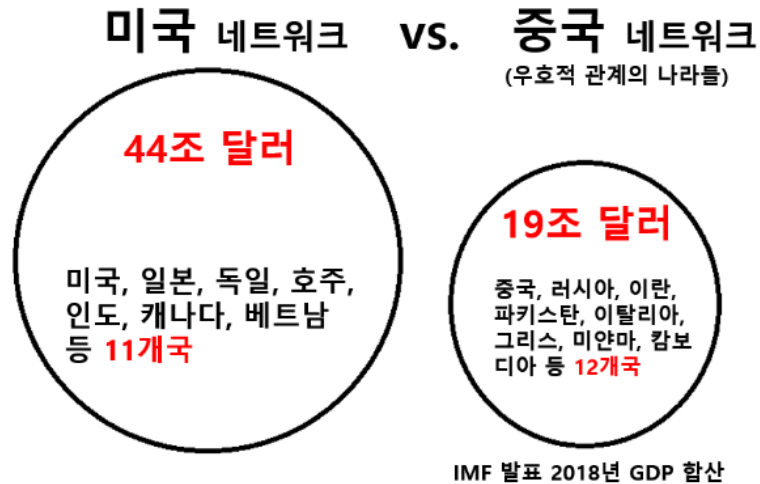 미국 네트워크 vs. 중국 네트워크
(우호적 관계의 나라들)
44조 달러
미국, 일본, 독일, 호주,
인도, 캐나다, 베트남
등 11개국
19조 달러
중국, 러시아, 이란,
파키스탄, 이탈리아,
그리스, 미얀마, 캄보
디아 등 12개국
IMF 발표 2018년 GDP 합산